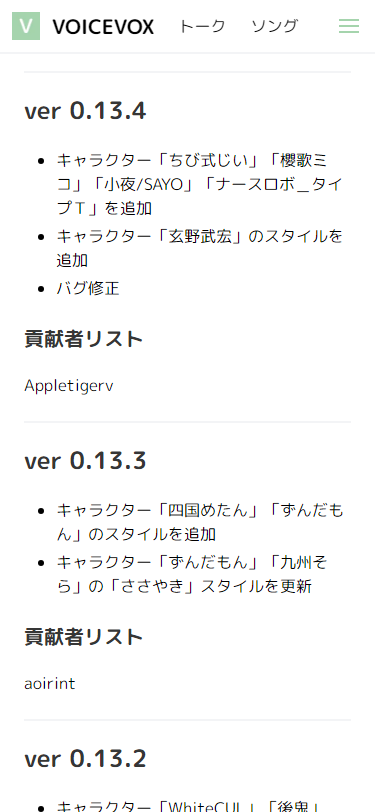 V VOICEVOX トーク ソング
ver 0.13.4
キャラクター「ちび式じい」「櫻歌ミ
コ」「小夜/SAYO」「ナースロボ＿タイ
プT」を追加
キャラクター「玄野武宏」のスタイルを
追加
バグ修正
貢献者リスト
Appletigerv
ver 0.13.3
キャラクター「四国めたん」「ずんだも
ん」のスタイルを追加
キャラクター「ずんだもん」「九州そ
ら」の「ささやき」スタイルを更新
貢献者リスト
aoirint
ver 0.13.2
キャラクター「WhiteCUL」「後鬼」